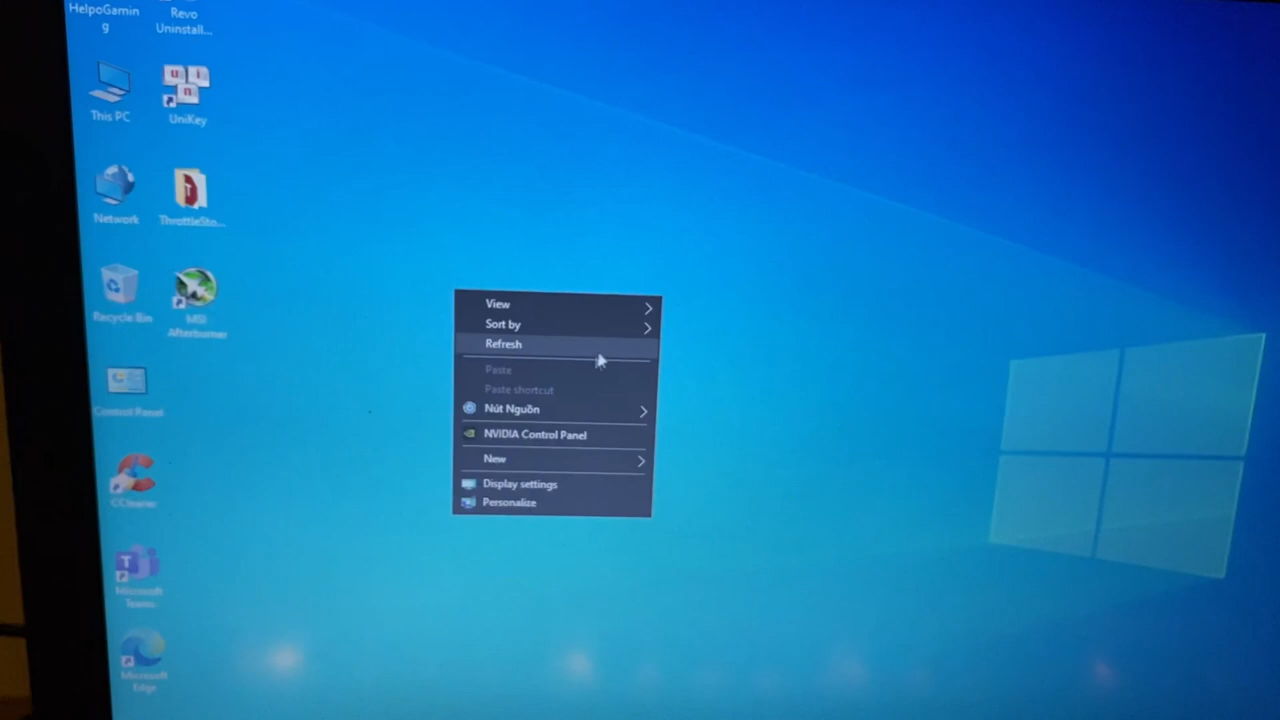 HelpoGamin
g
Revo
Uninstall...
This PC
UniKey
Network
ThrottleSto...
Recycle Bin
MSI
Afterburner
Control Panel
CCleaner
Microsoft
Teams
Microsoft
Edge
View
Sort by
Refresh
Paste
Paste shortcut
Nút Nguồn
NVIDIA Control Panel
New
Display settings
Personalize